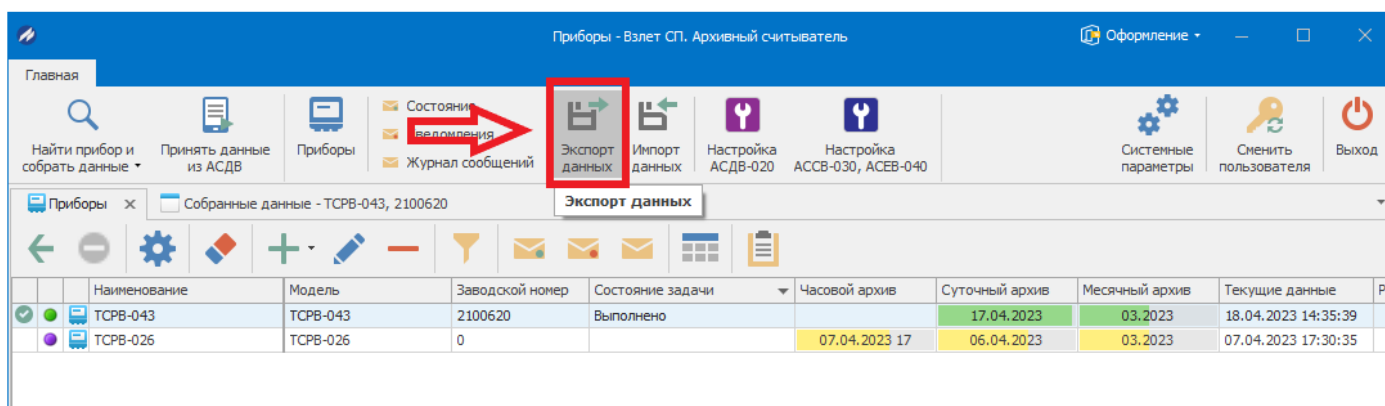 Приборы - Взлет СП. Архивный считыватель
Оформление
Главная
Найти прибор и
собрать данные
Принять данные
из АСДВ
Приборы
Состояние
Уведомления
Журнал сообщений
Экспорт
данных
Импорт
данных
Настройка
АСДВ-020
Настройка
АССВ-030, АСЕВ-040
Системные
параметры
Сменить
пользователя
Выход
Экспорт данных
Приборы
Собранные данные - ТСРВ-043, 2100620
Наименование Модель Заводской номер Состояние задачи Часовой архив Суточный архив Месячный архив Текущие данные Р
ТСРВ-043 ТСРВ-043 2100620 Выполнено 17.04.2023 03.2023 18.04.2023 14:35:39
ТСРВ-026 ТСРВ-026 0 07.04.2023 17 06.04.2023 03.2023 07.04.2023 17:30:35